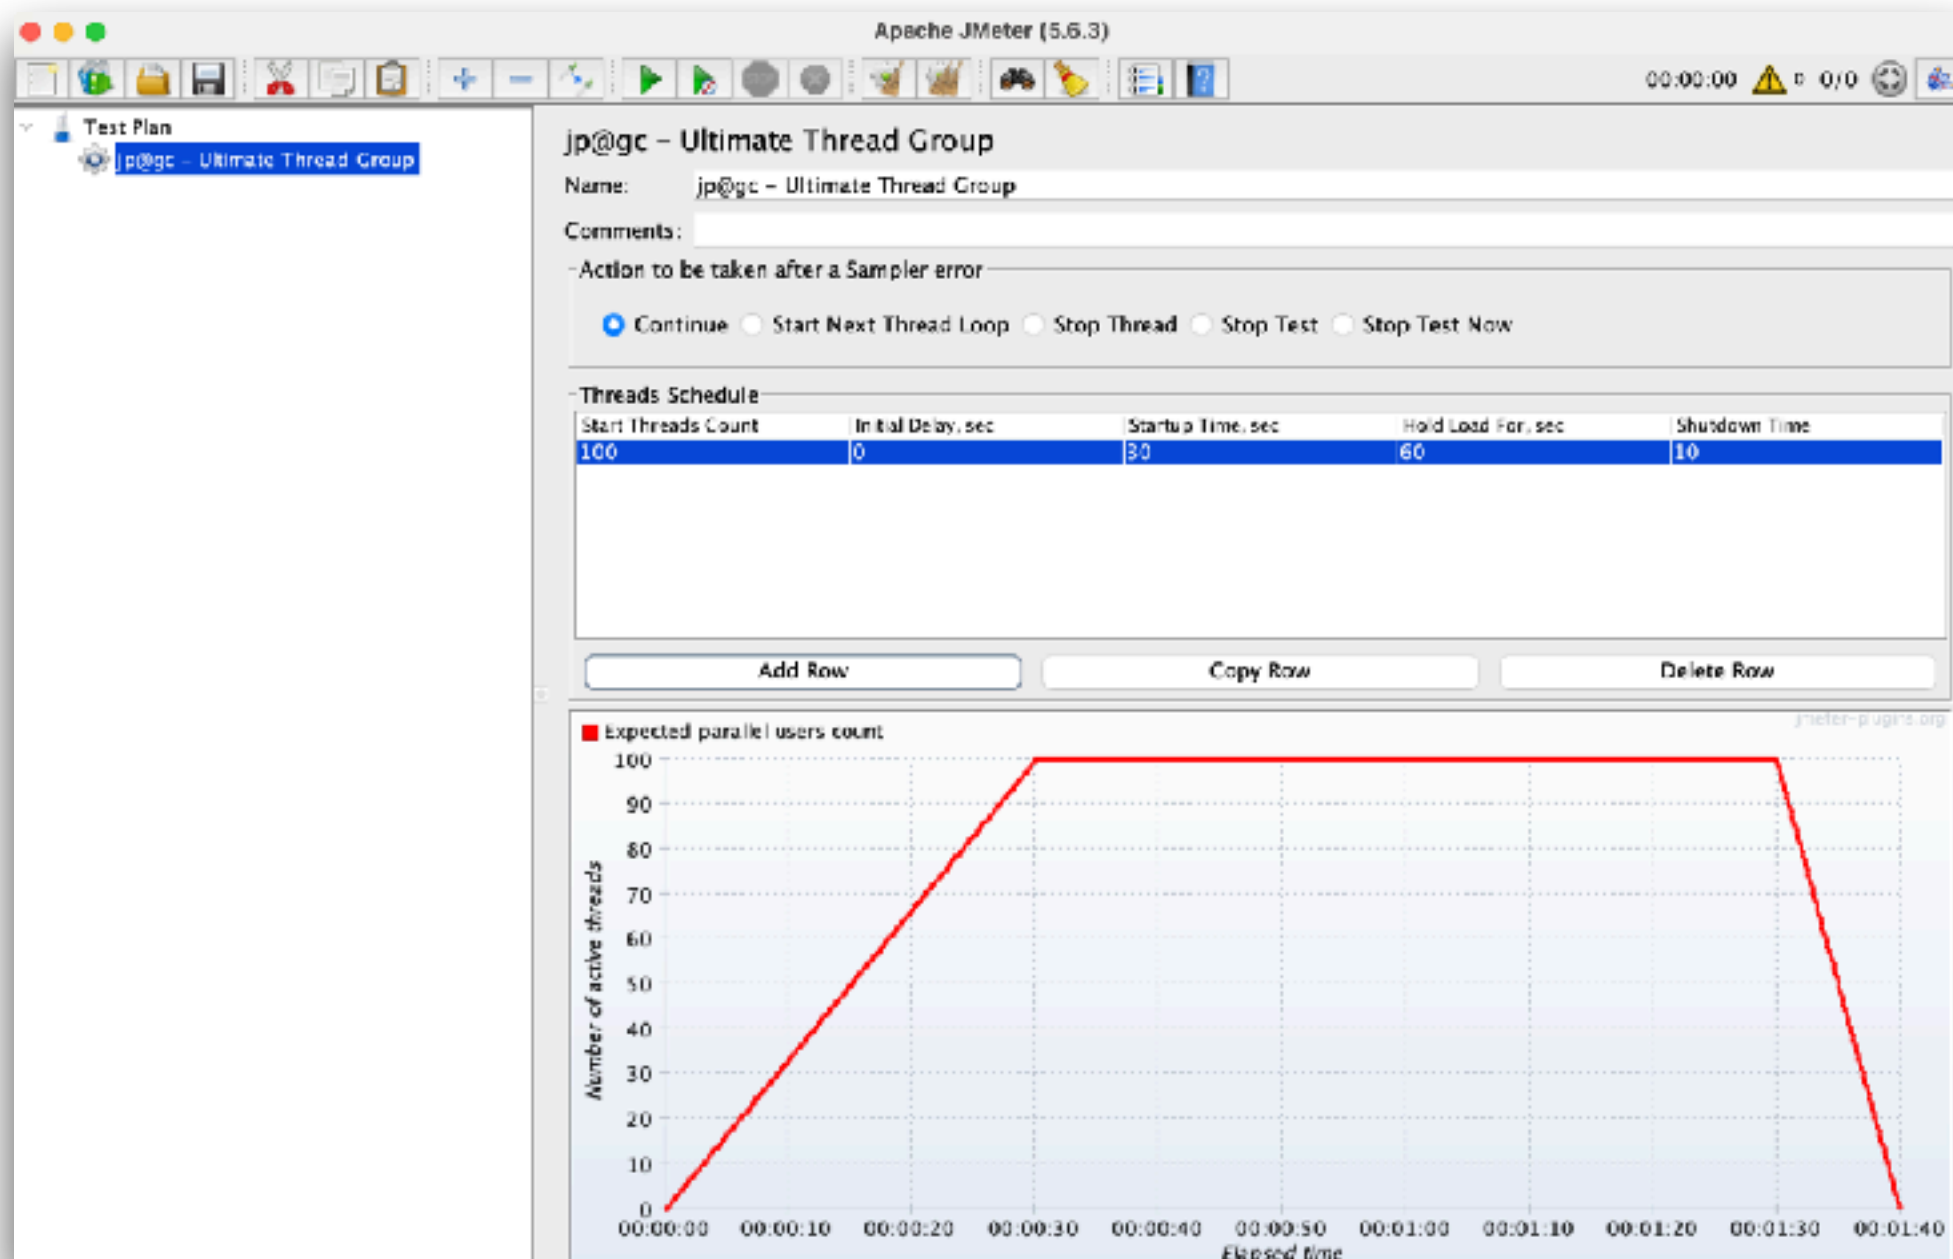 Apache JMeter (5.6.3)
00:00:00 0 0/0
Test Plan
jp@gc - Ultimate Thread Group
jp@gc - Ultimate Thread Group
Name: jp@gc - Ultimate Thread Group
Comments:
Action to be taken after a Sampler error
Continue Start Next Thread Loop Stop Thread Stop Test Stop Test Now
Threads Schedule
Start Threads Count Initial Delay, sec Startup Time, sec Hold Load For, sec Shutdown Time
100 0 30 60 10
Add Row Copy Row Delete Row
jmeter-plugins.org
Expected parallel users count
100
90
80
70
60
50
40
30
20
10
0
Number of active threads
00:00:00 00:00:10 00:00:20 00:00:30 00:00:40 00:00:50 00:01:00 00:01:10 00:01:20 00:01:30 00:01:40
Elapsed time